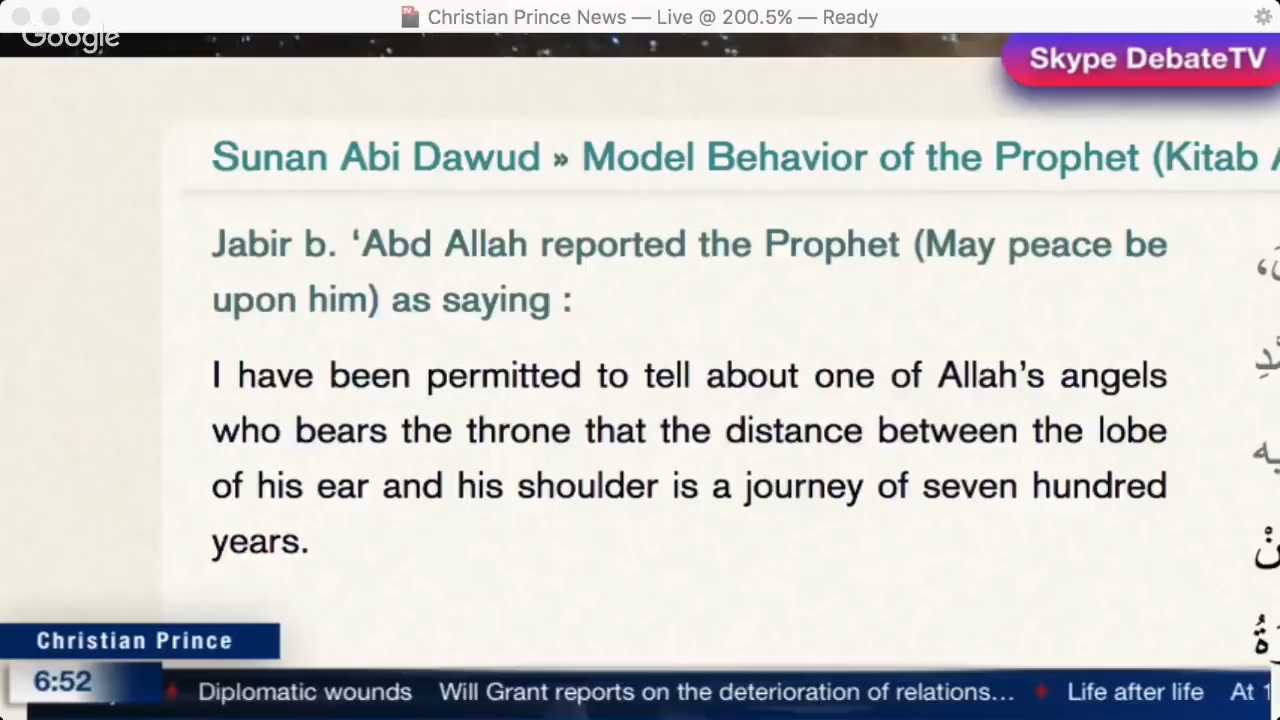 Christian Prince News — Live @ 200.5% — Ready
Google
Skype DebateTV
Sunan Abi Dawud » Model Behavior of the Prophet (Kitab A
Jabir b. ‘Abd Allah reported the Prophet (May peace be
upon him) as saying :
I have been permitted to tell about one of Allah’s angels
who bears the throne that the distance between the lobe
of his ear and his shoulder is a journey of seven hundred
years.
Christian Prince
6:52
Diplomatic wounds Will Grant reports on the deterioration of relations... Life after life At